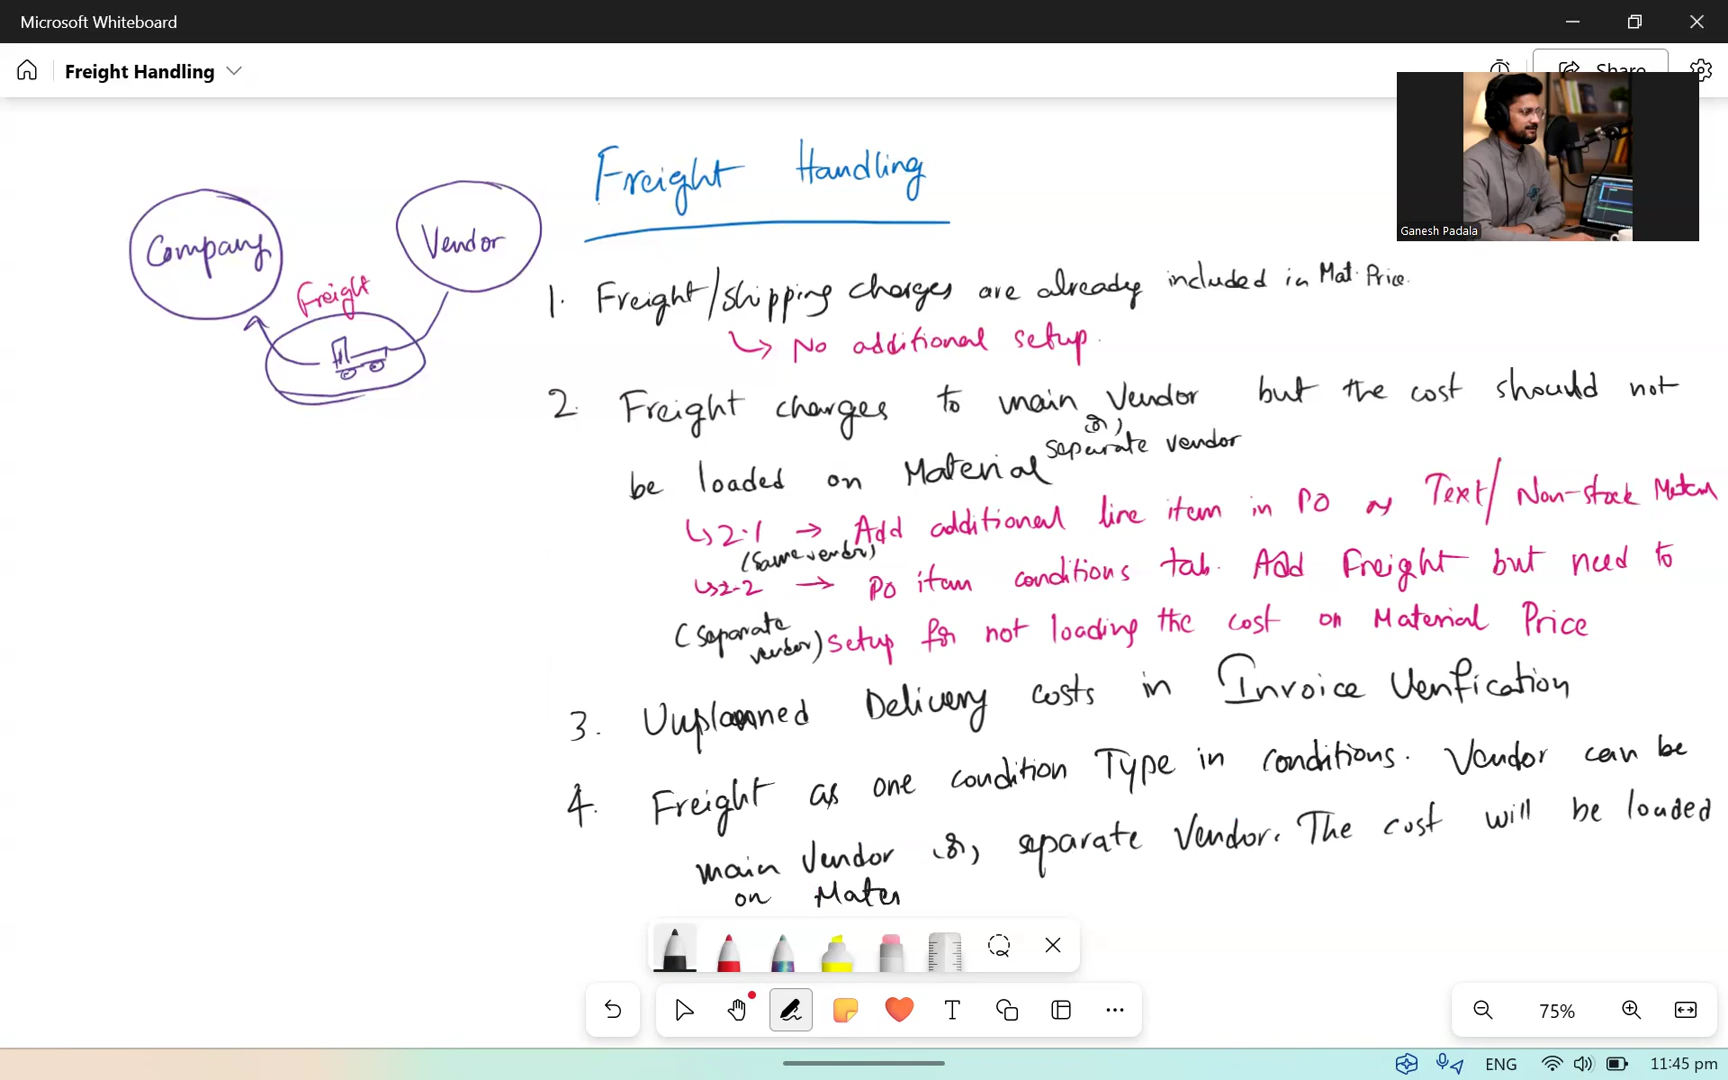 Microsoft Whiteboard
Freight Handling
Share
Ganesh Padala
Freight Handling
Company
Vendor
Freight
1. Freight/shipping charges are already included in Mat. Price.
↳ No additional setup.
2. Freight charges to main Vendor but the cost should not
(or) separate vendor
be loaded on Material
↳ 2.1 → Add additional line item in PO ~ Text/Non-stock Material
(Same vendor)
↳ 2.2 → PO item conditions tab. Add Freight but need to
(separate vendor) setup for not loading the cost on Material Price
3. Unplanned Delivery costs in Invoice Verification
4. Freight as one condition Type in conditions. Vendor can be
main Vendor (or) separate Vendor. The cost will be loaded
on Mater
75%
ENG
11:45 pm